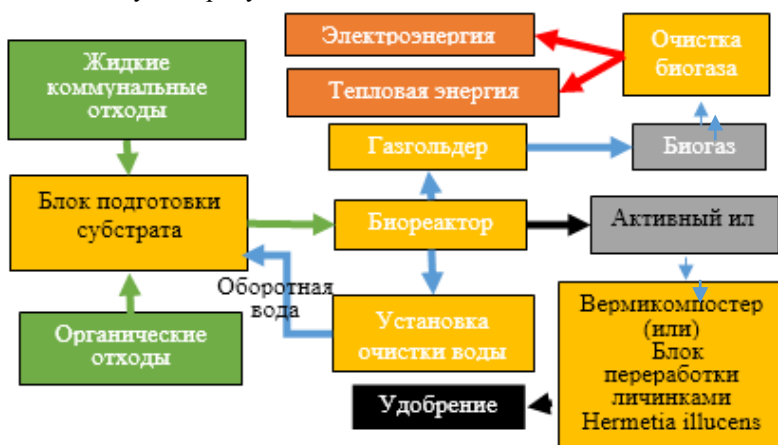 Электроэнергия
Очистка
биогаза
Жидкие
коммунальные
отходы
Тепловая энергия
Газгольдер
Биогаз
Блок подготовки
субстрата
Биореактор
Активный ил
Оборотная
вода
Установка
очистки воды
Вермикомпостер
(или)
Блок
переработки
личинками
Hermetia illucens
Органические
отходы
Удобрение